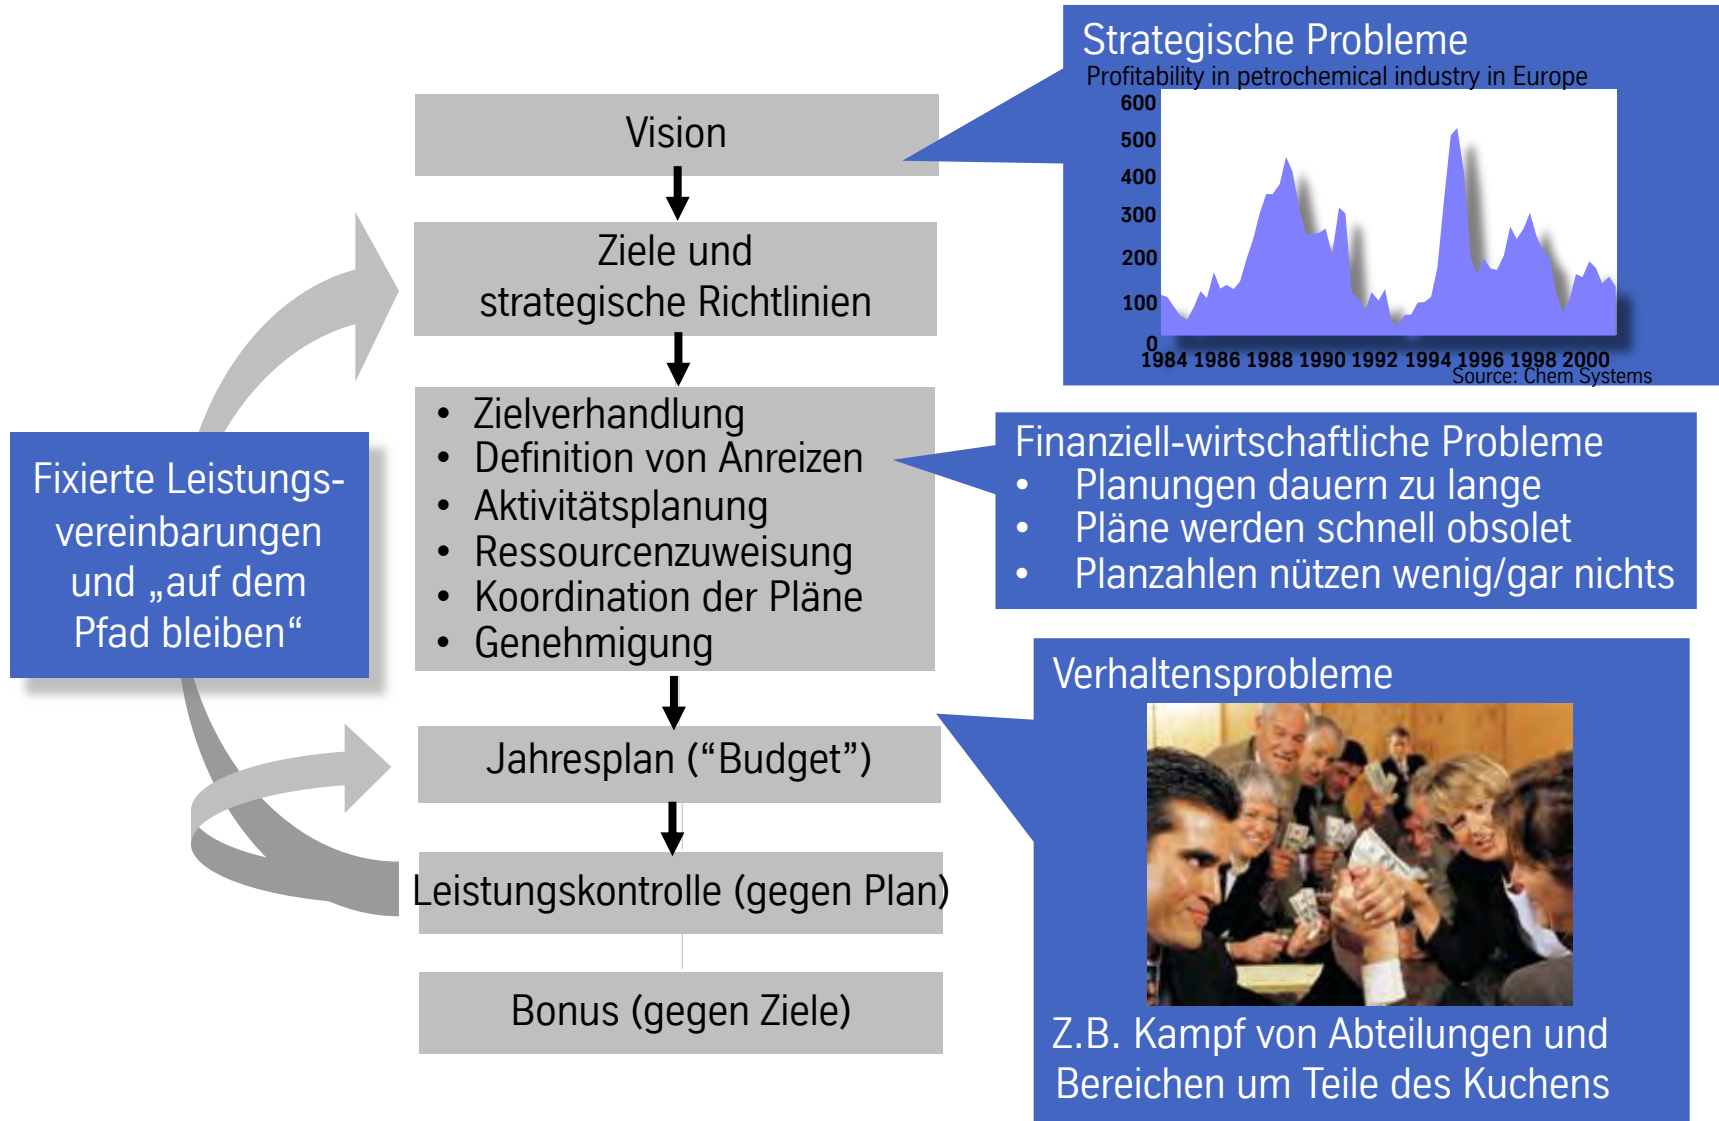 Strategische Probleme
Profitability in petrochemical industry in Europe
600
500
400
300
200
100
0
1984 1986 1988 1990 1992 1994 1996 1998 2000
Source: Chem Systems
Vision
Ziele und
strategische Richtlinien
• Zielverhandlung
• Definition von Anreizen
• Aktivitätsplanung
• Ressourcenzuweisung
• Koordination der Pläne
• Genehmigung
Finanziell-wirtschaftliche Probleme
• Planungen dauern zu lange
• Pläne werden schnell obsolet
• Planzahlen nützen wenig/gar nichts
Fixierte Leistungs-
vereinbarungen
und „auf dem
Pfad bleiben“
Jahresplan (“Budget”)
Leistungskontrolle (gegen Plan)
Bonus (gegen Ziele)
Verhaltensprobleme
Z.B. Kampf von Abteilungen und
Bereichen um Teile des Kuchens